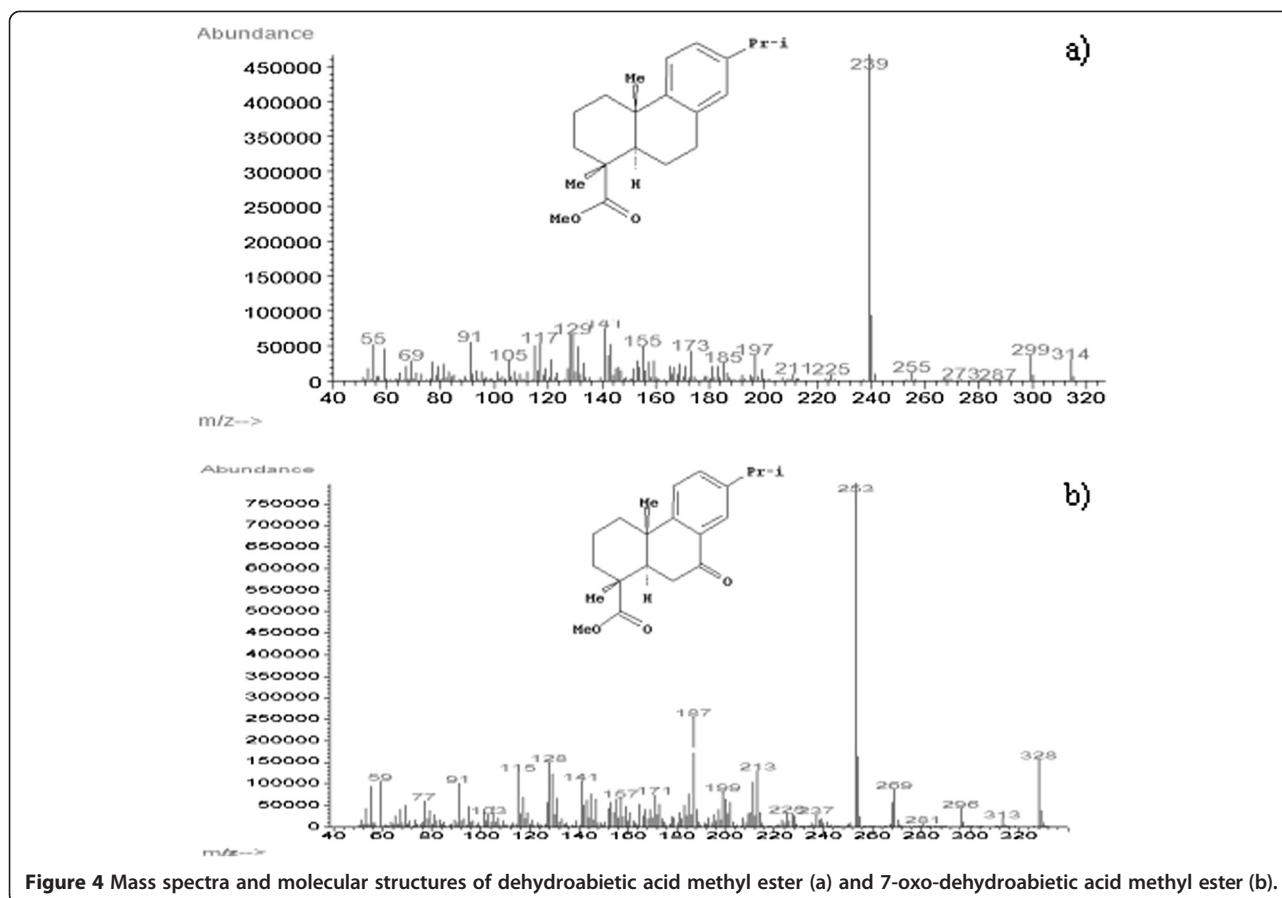 Abundance
a)
Pr-i
239
450000
400000
Me
350000
300000
250000
Me H
MeO O
200000
150000
100000
50000
0
55 69 91 105 117 129 141 155 173 185 197 211 225 255 273 287 299 314
40 60 80 100 120 140 160 180 200 220 240 260 280 300 320
m/z-->
Abundance
b)
Pr-i
253
750000
700000
Me
650000
600000
550000
O
500000
Me H
450000
MeO O
400000
350000
300000
250000
200000
150000
100000
50000
0
59 77 91 103 115 128 141 157 171 187 199 213 237 269 281 296 313 328
40 60 80 100 120 140 160 180 200 220 240 260 280 300 320
m/z-->
Figure 4 Mass spectra and molecular structures of dehydroabietic acid methyl ester (a) and 7-oxo-dehydroabietic acid methyl ester (b).